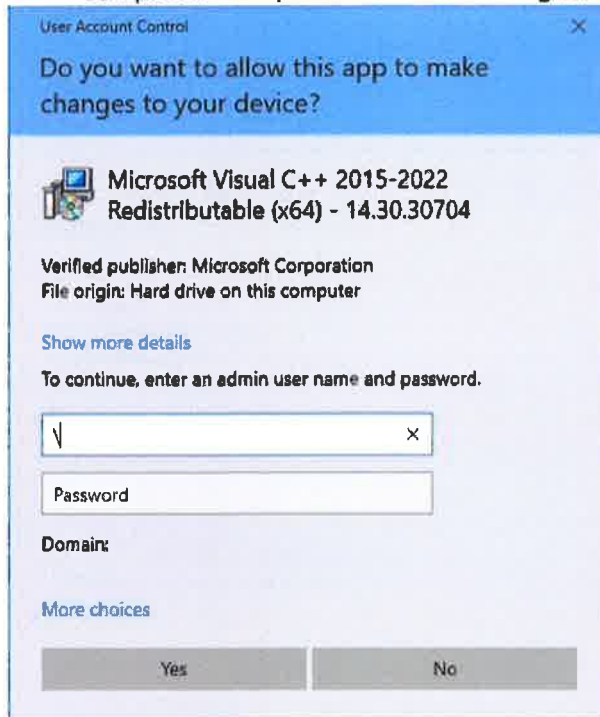 User Account Control
Do you want to allow this app to make
changes to your device?
Microsoft Visual C++ 2015-2022
Redistributable (x64) - 14.30.30704
Verified publisher: Microsoft Corporation
File origin: Hard drive on this computer
Show more details
To continue, enter an admin user name and password.
\
Password
Domain:
More choices
Yes No